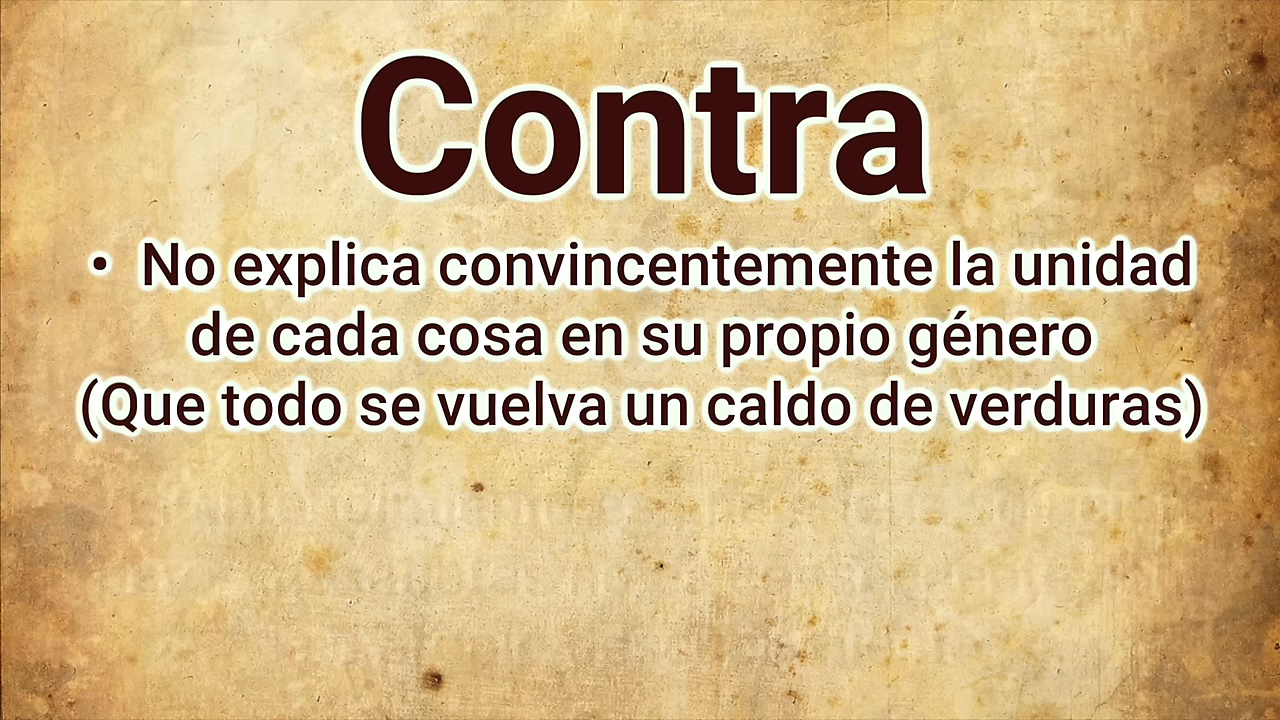 Contra
• No explica convincentemente la unidad
de cada cosa en su propio género
(Que todo se vuelva un caldo de verduras)